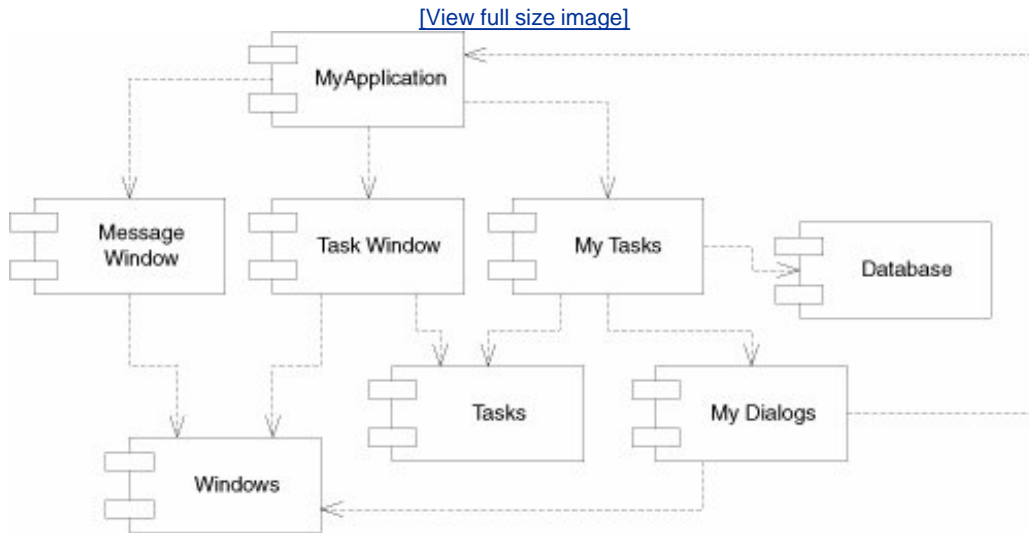 [View full size image]
MyApplication
Message
Window
Task Window
My Tasks
Database
Tasks
My Dialogs
Windows